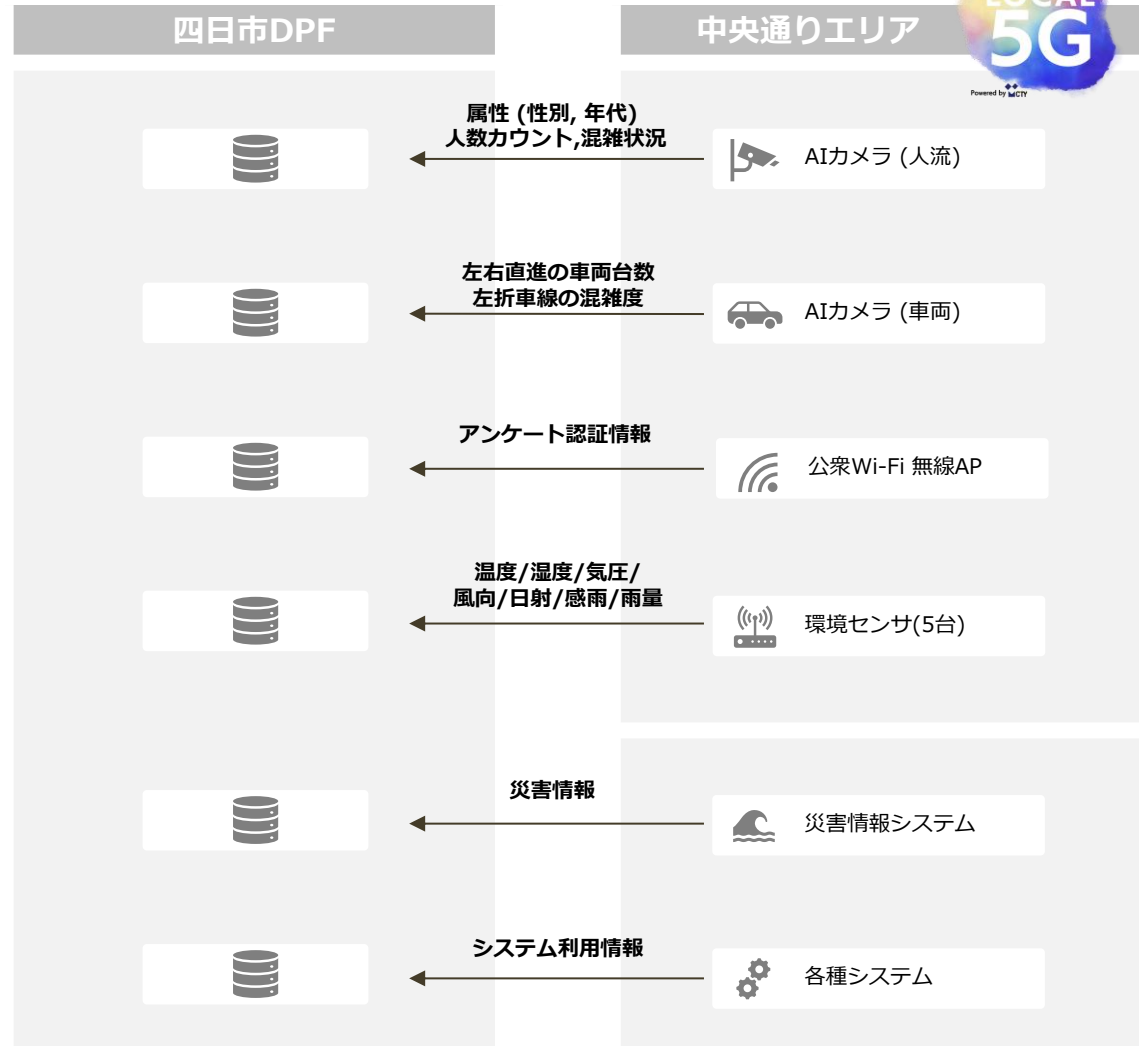 四日市DPF
中央通りエリア
LOCAL
5G
Powered by CTY
属性 (性別, 年代)
人数カウント,混雑状況
AIカメラ (人流)
左右直進の車両台数
左折車線の混雑度
AIカメラ (車両)
アンケート認証情報
公衆Wi-Fi 無線AP
温度/湿度/気圧/
風向/日射/感雨/雨量
環境センサ(5台)
災害情報
災害情報システム
システム利用情報
各種システム